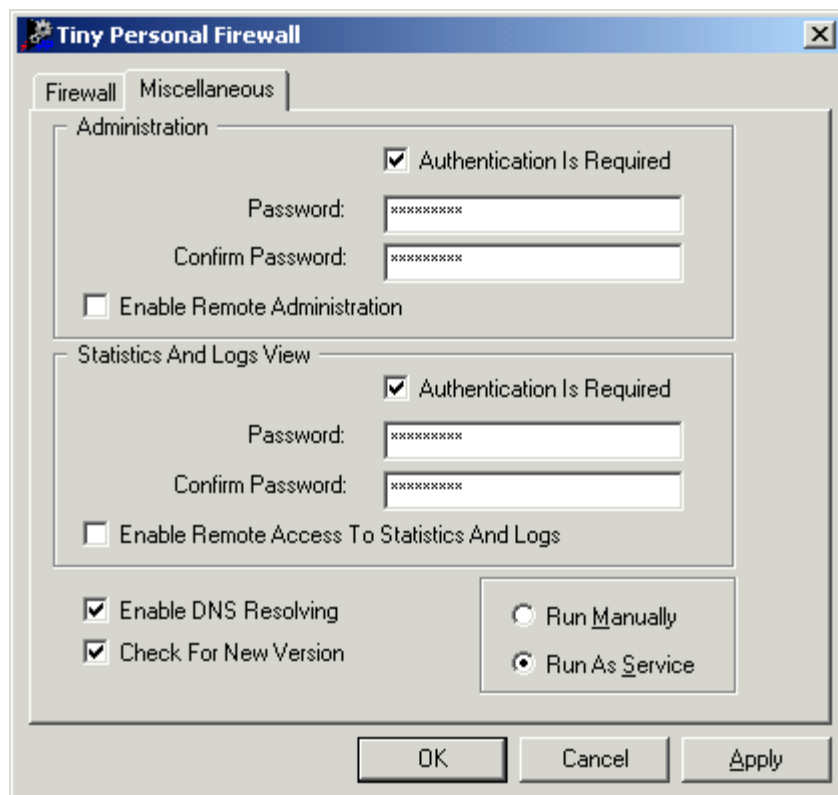 Tiny Personal Firewall
Firewall Miscellaneous
Administration
Authentication Is Required
Password: *********
Confirm Password: *********
Enable Remote Administration
Statistics And Logs View
Authentication Is Required
Password: *********
Confirm Password: *********
Enable Remote Access To Statistics And Logs
Enable DNS Resolving
Check For New Version
Run Manually
Run As Service
OK Cancel Apply